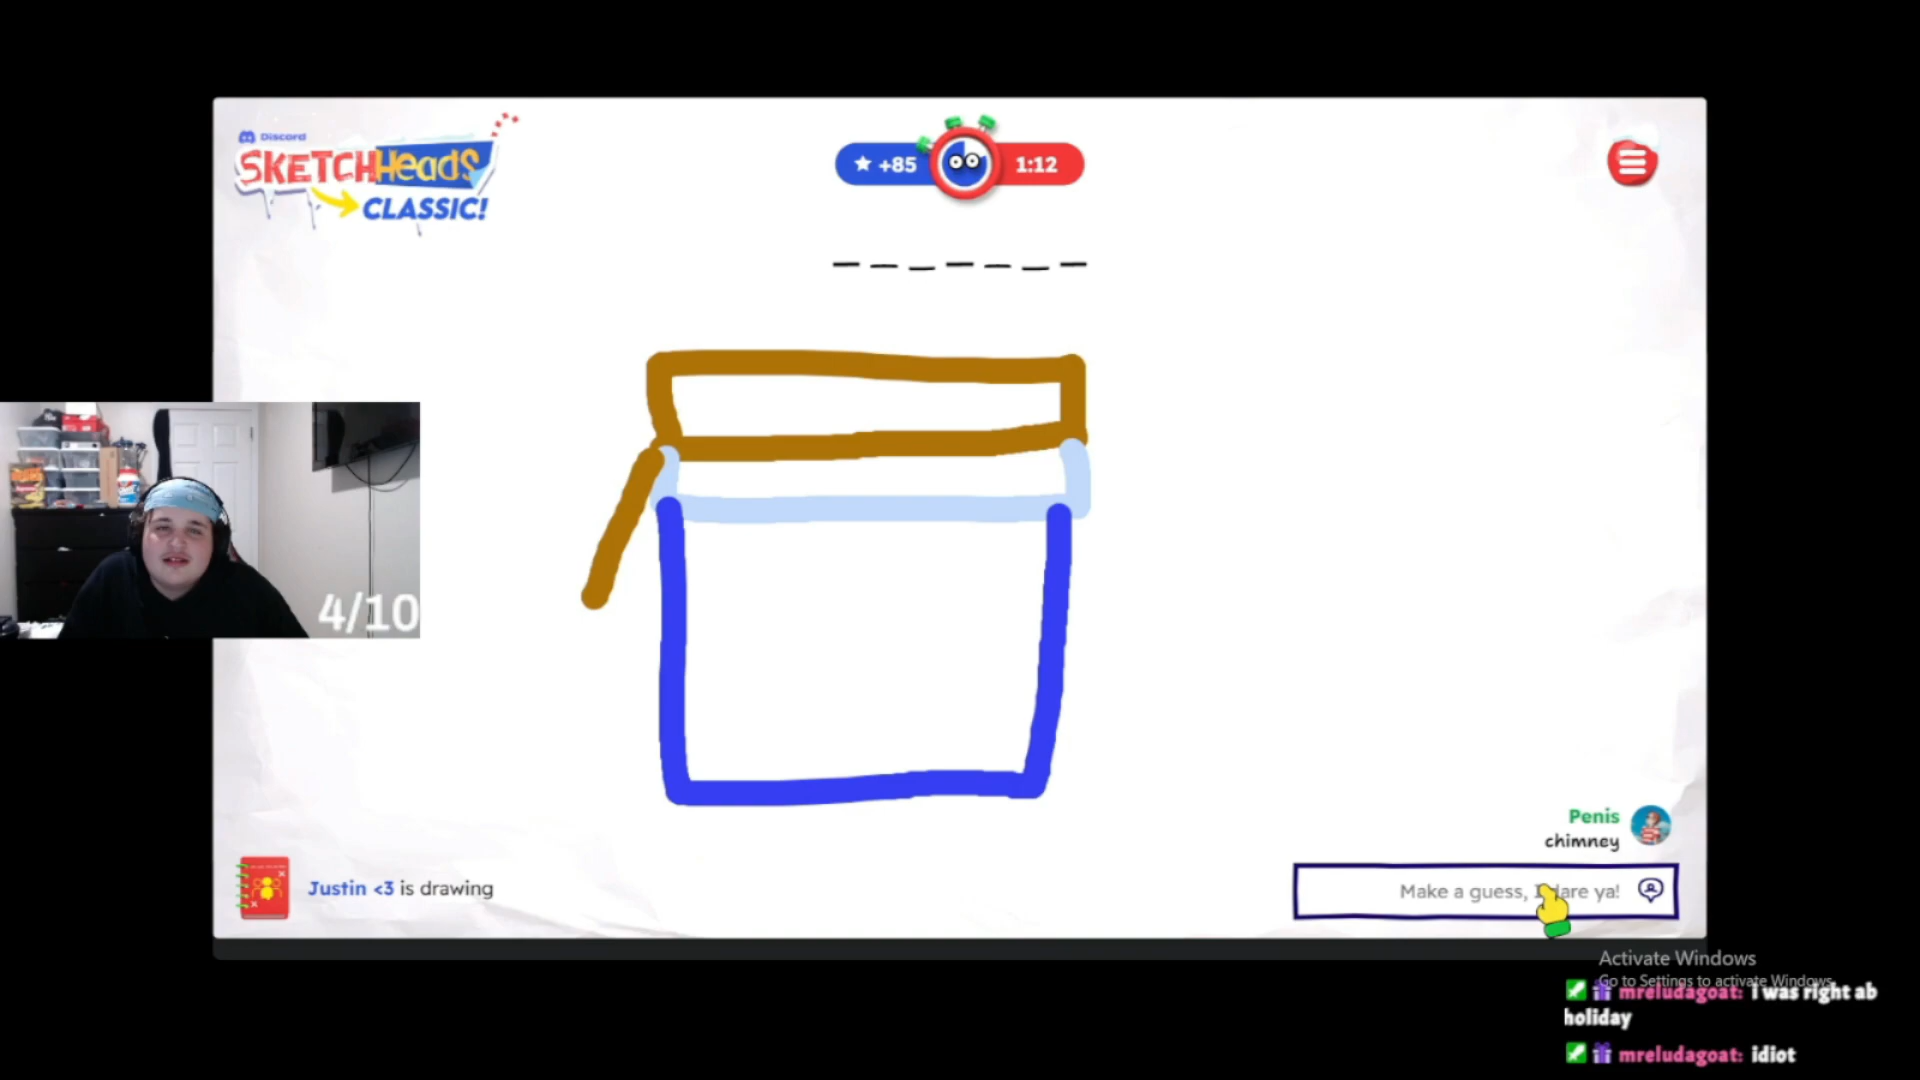 Discord
SKETCHHeadS
CLASSIC!
+85
1:12
4/10
Penis
chimney
Justin <3 is drawing
Make a guess, I dare ya!
Activate Windows
Go to Settings to activate Windows.
mreludagoat: i was right ab
holiday
mreludagoat: idiot